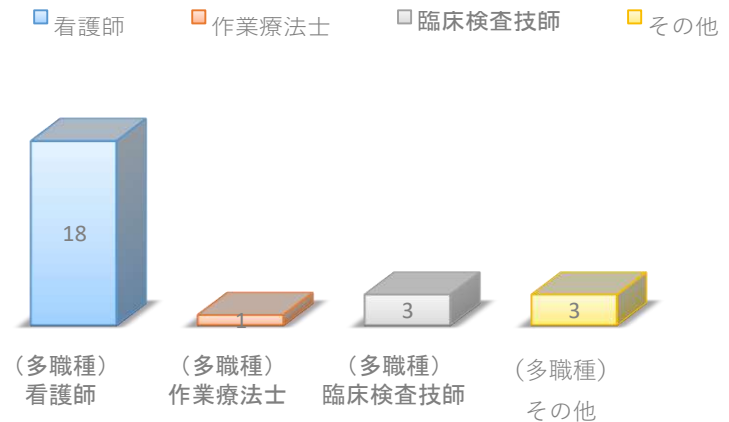 看護師 作業療法士 臨床検査技師 その他
18
1
3
3
（多職種） （多職種） （多職種） （多職種）
看護師 作業療法士 臨床検査技師 その他